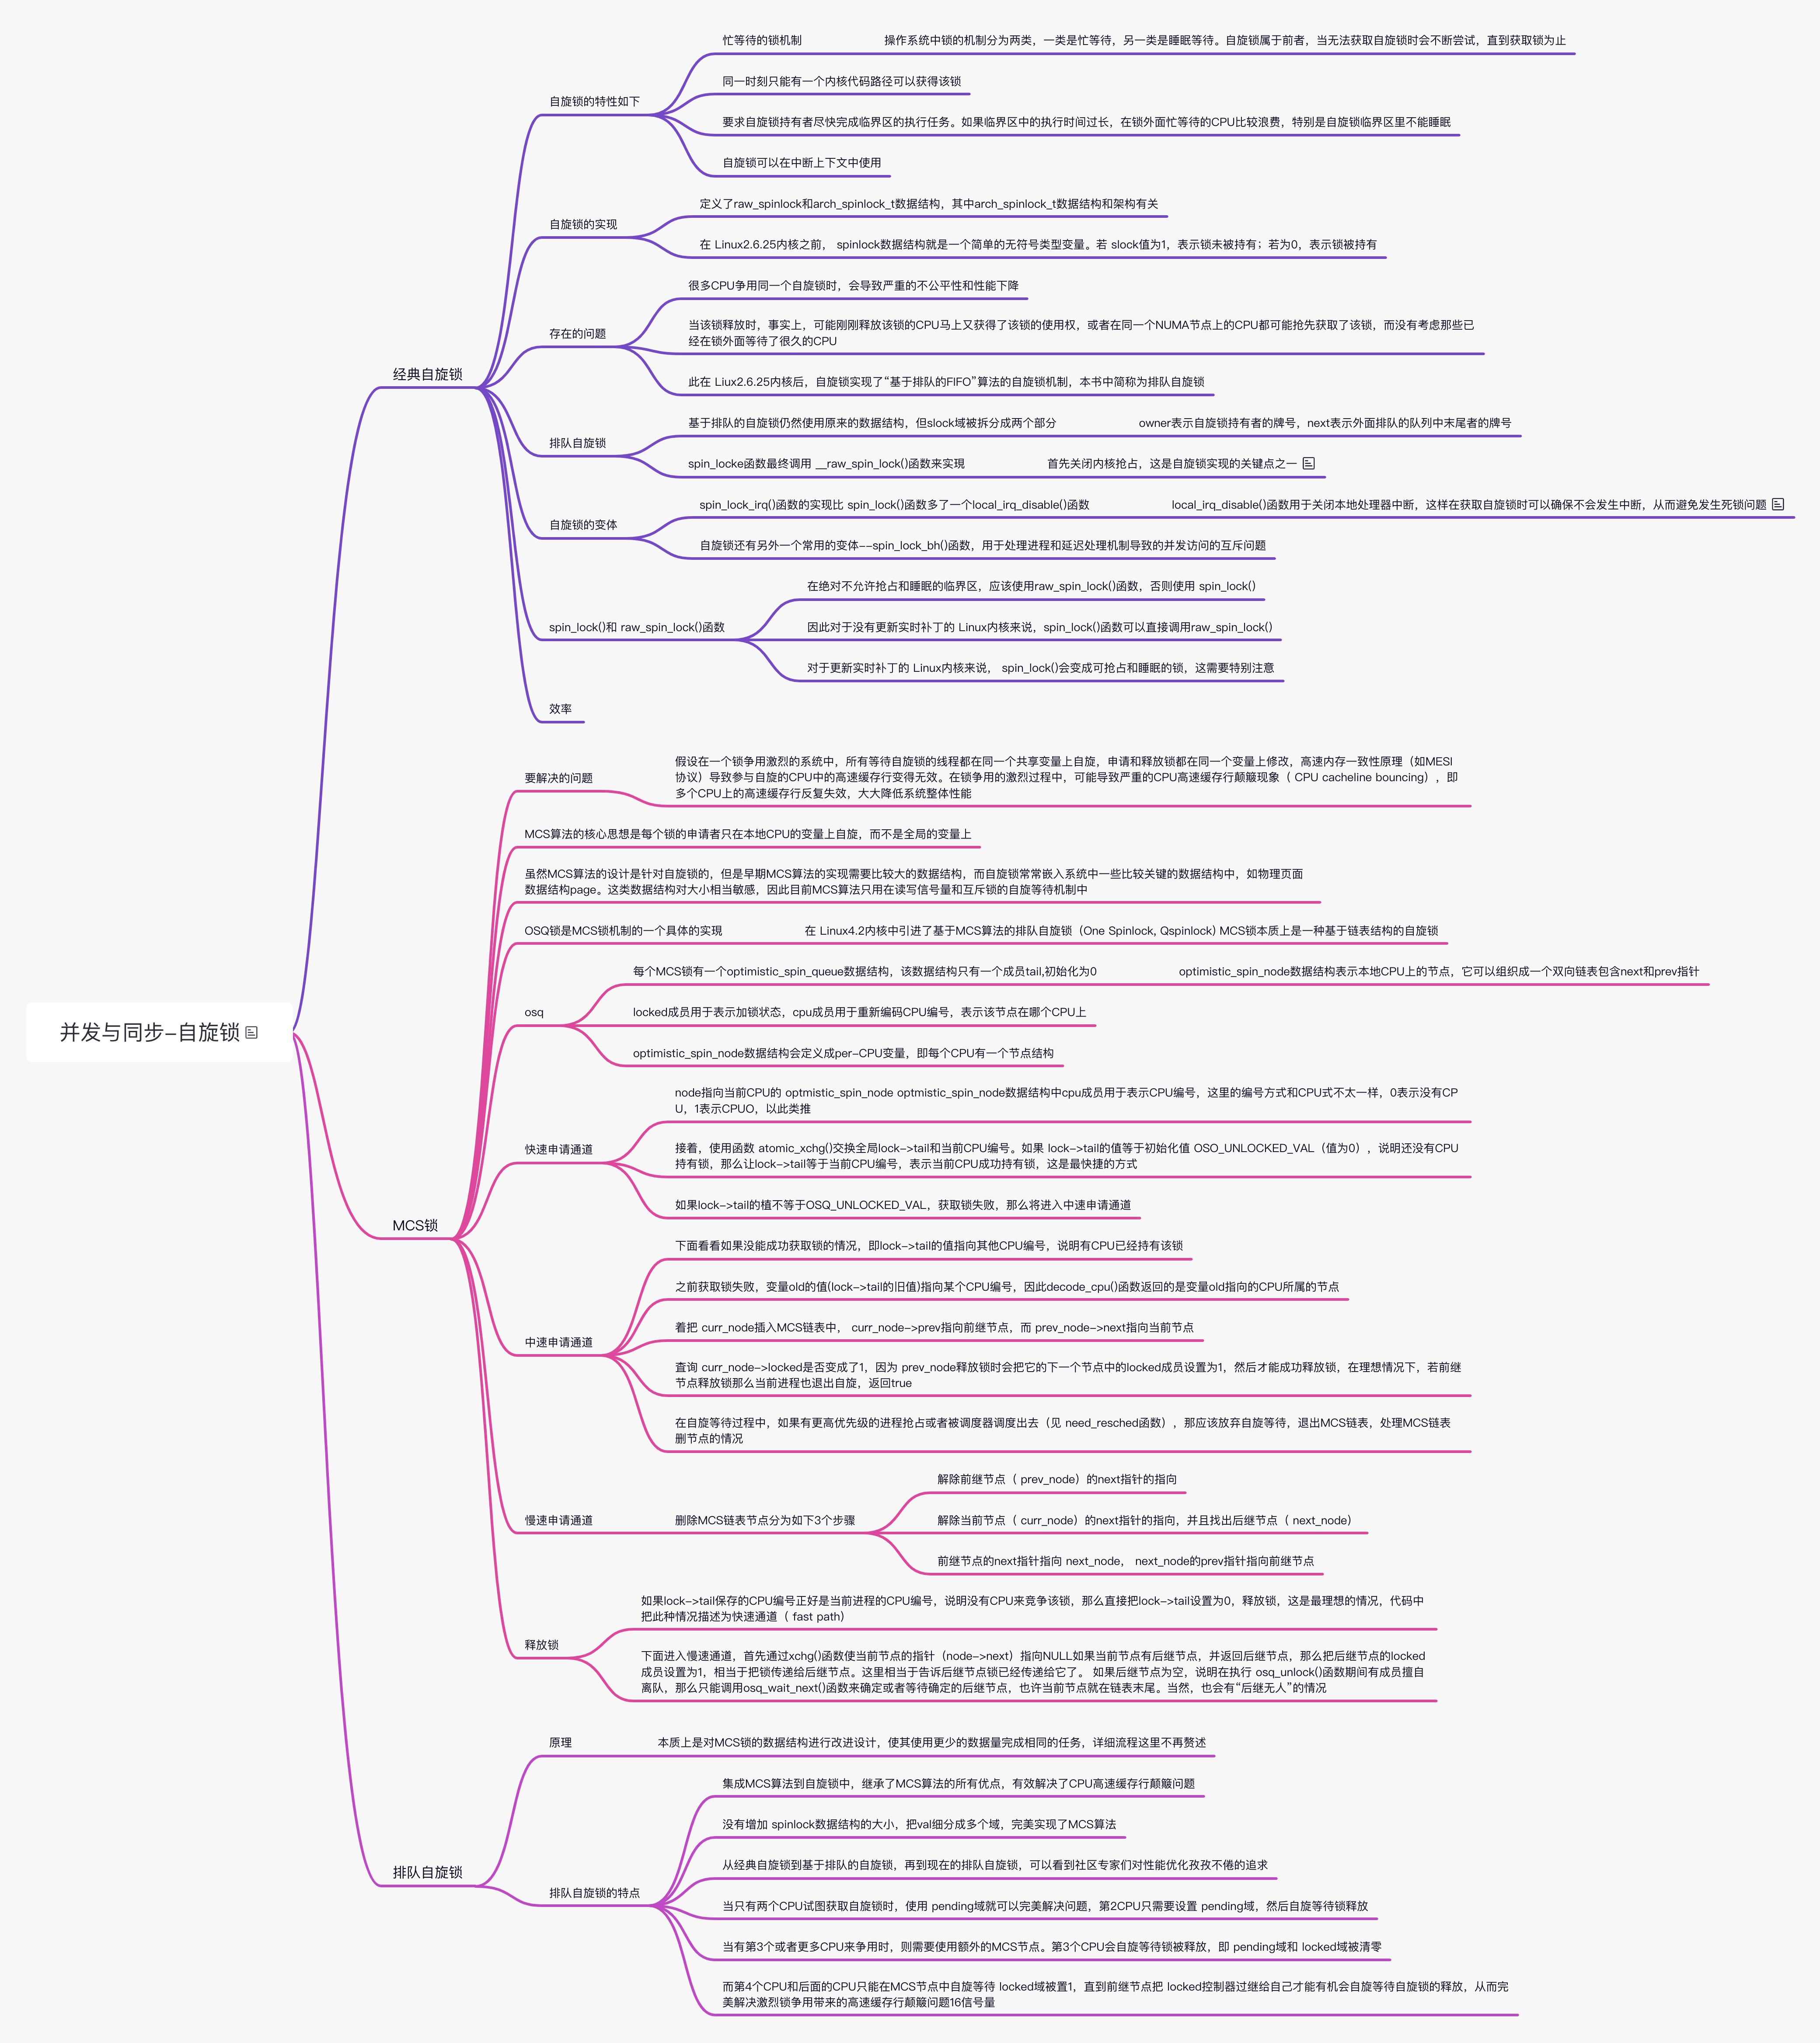 并发与同步-自旋锁
经典自旋锁
自旋锁的特性如下
忙等待的锁机制
操作系统中锁的机制分为两类，一类是忙等待，另一类是睡眠等待。自旋锁属于前者，当无法获取自旋锁时会不断尝试，直到获取锁为止
同一时刻只能有一个内核代码路径可以获得该锁
要求自旋锁持有者尽快完成临界区的执行任务。如果临界区中的执行时间过长，在锁外面忙等待的CPU比较浪费，特别是自旋锁临界区里不能睡眠
自旋锁可以在中断上下文中使用
自旋锁的实现
定义了raw_spinlock和arch_spinlock_t数据结构，其中arch_spinlock_t数据结构和架构有关
在 Linux2.6.25内核之前， spinlock数据结构就是一个简单的无符号类型变量。若 slock值为1，表示锁未被持有；若为0，表示锁被持有
存在的问题
很多CPU争用同一个自旋锁时，会导致严重的不公平性和性能下降
当该锁释放时，事实上，可能刚刚释放该锁的CPU马上又获得了该锁的使用权，或者在同一个NUMA节点上的CPU都可能抢先获取了该锁，而没有考虑那些已
经在锁外面等待了很久的CPU
此在 Liux2.6.25内核后，自旋锁实现了“基于排队的FIFO”算法的自旋锁机制，本书中简称为排队自旋锁
排队自旋锁
基于排队的自旋锁仍然使用原来的数据结构，但slock域被拆分成两个部分
owner表示自旋锁持有者的牌号，next表示外面排队的队列中末尾者的牌号
spin_locke函数最终调用 __raw_spin_lock()函数来实现
首先关闭内核抢占，这是自旋锁实现的关键点之一
自旋锁的变体
spin_lock_irq()函数的实现比 spin_lock()函数多了一个local_irq_disable()函数
local_irq_disable()函数用于关闭本地处理器中断，这样在获取自旋锁时可以确保不会发生中断，从而避免发生死锁问题
自旋锁还有另外一个常用的变体--spin_lock_bh()函数，用于处理进程和延迟处理机制导致的并发访问的互斥问题
spin_lock()和 raw_spin_lock()函数
在绝对不允许抢占和睡眠的临界区，应该使用raw_spin_lock()函数，否则使用 spin_lock()
因此对于没有更新实时补丁的 Linux内核来说，spin_lock()函数可以直接调用raw_spin_lock()
对于更新实时补丁的 Linux内核来说， spin_lock()会变成可抢占和睡眠的锁，这需要特别注意
效率
MCS锁
要解决的问题
假设在一个锁争用激烈的系统中，所有等待自旋锁的线程都在同一个共享变量上自旋，申请和释放锁都在同一个变量上修改，高速内存一致性原理（如MESI
协议）导致参与自旋的CPU中的高速缓存行变得无效。在锁争用的激烈过程中，可能导致严重的CPU高速缓存行颠簸现象（ CPU cacheline bouncing），即
多个CPU上的高速缓存行反复失效，大大降低系统整体性能
MCS算法的核心思想是每个锁的申请者只在本地CPU的变量上自旋，而不是全局的变量上
虽然MCS算法的设计是针对自旋锁的，但是早期MCS算法的实现需要比较大的数据结构，而自旋锁常常嵌入系统中一些比较关键的数据结构中，如物理页面
数据结构page。这类数据结构对大小相当敏感，因此目前MCS算法只用在读写信号量和互斥锁的自旋等待机制中
OSQ锁是MCS锁机制的一个具体的实現
在 Linux4.2内核中引进了基于MCS算法的排队自旋锁（One Spinlock, Qspinlock) MCS锁本质上是一种基于链表结构的自旋锁
osq
每个MCS锁有一个optimistic_spin_queue数据结构，该数据结构只有一个成员tail,初始化为0
optimistic_spin_node数据结构表示本地CPU上的节点，它可以组织成一个双向链表包含next和prev指针
locked成员用于表示加锁状态，cpu成员用于重新编码CPU编号，表示该节点在哪个CPU上
optimistic_spin_node数据结构会定义成per-CPU变量，即每个CPU有一个节点结构
快速申请通道
node指向当前CPU的 optmistic_spin_node optmistic_spin_node数据结构中cpu成员用于表示CPU编号，这里的编号方式和CPU式不太一样，0表示没有CP
U，1表示CPUO，以此类推
接着，使用函数 atomic_xchg()交换全局lock->tail和当前CPU编号。如果 lock->tail的值等于初始化值 OSO_UNLOCKED_VAL（值为0），说明还没有CPU
持有锁，那么让lock->tail等于当前CPU编号，表示当前CPU成功持有锁，这是最快捷的方式
如果lock->tail的植不等于OSQ_UNLOCKED_VAL，获取锁失败，那么将进入中速申请通道
中速申请通道
下面看看如果没能成功获取锁的情况，即lock->tail的值指向其他CPU编号，说明有CPU已经持有该锁
之前获取锁失败，变量old的值(lock->tail的旧值)指向某个CPU编号，因此decode_cpu()函数返回的是变量old指向的CPU所属的节点
着把 curr_node插入MCS链表中， curr_node->prev指向前继节点，而 prev_node->next指向当前节点
查询 curr_node->locked是否变成了1，因为 prev_node释放锁时会把它的下一个节点中的locked成员设置为1，然后才能成功释放锁，在理想情况下，若前继
节点释放锁那么当前进程也退出自旋，返回true
在自旋等待过程中，如果有更高优先级的进程抢占或者被调度器调度出去（见 need_resched函数），那应该放弃自旋等待，退出MCS链表，处理MCS链表
删节点的情况
慢速申请通道
删除MCS链表节点分为如下3个步骤
解除前继节点（ prev_node）的next指针的指向
解除当前节点（ curr_node）的next指针的指向，并且找出后继节点（ next_node）
前继节点的next指针指向 next_node， next_node的prev指针指向前继节点
释放锁
如果lock->tail保存的CPU编号正好是当前进程的CPU编号，说明没有CPU来竞争该锁，那么直接把lock->tail设置为0，释放锁，这是最理想的情况，代码中
把此种情况描述为快速通道（ fast path)
下面进入慢速通道，首先通过xchg()函数使当前节点的指针（node->next）指向NULL如果当前节点有后继节点，并返回后继节点，那么把后继节点的locked
成员设置为1，相当于把锁传递给后继节点。这里相当于告诉后继节点锁已经传递给它了。 如果后继节点为空，说明在执行 osq_unlock()函数期间有成员擅自
离队，那么只能调用osq_wait_next()函数来确定或者等待确定的后继节点，也许当前节点就在链表末尾。当然，也会有“后继无人”的情况
排队自旋锁
原理
本质上是对MCS锁的数据结构进行改进设计，使其使用更少的数据量完成相同的任务，详细流程这里不再赘述
排队自旋锁的特点
集成MCS算法到自旋锁中，继承了MCS算法的所有优点，有效解决了CPU高速缓存行颠簸问题
没有增加 spinlock数据结构的大小，把val细分成多个域，完美实现了MCS算法
从经典自旋锁到基于排队的自旋锁，再到现在的排队自旋锁，可以看到社区专家们对性能优化孜孜不倦的追求
当只有两个CPU试图获取自旋锁时，使用 pending域就可以完美解决问题，第2CPU只需要设置 pending域，然后自旋等待锁释放
当有第3个或者更多CPU来争用时，则需要使用额外的MCS节点。第3个CPU会自旋等待锁被释放，即 pending域和 locked域被清零
而第4个CPU和后面的CPU只能在MCS节点中自旋等待 locked域被置1，直到前继节点把 locked控制器过继给自己才能有机会自旋等待自旋锁的释放，从而完
美解决激烈锁争用带来的高速缓存行颠簸问题16信号量